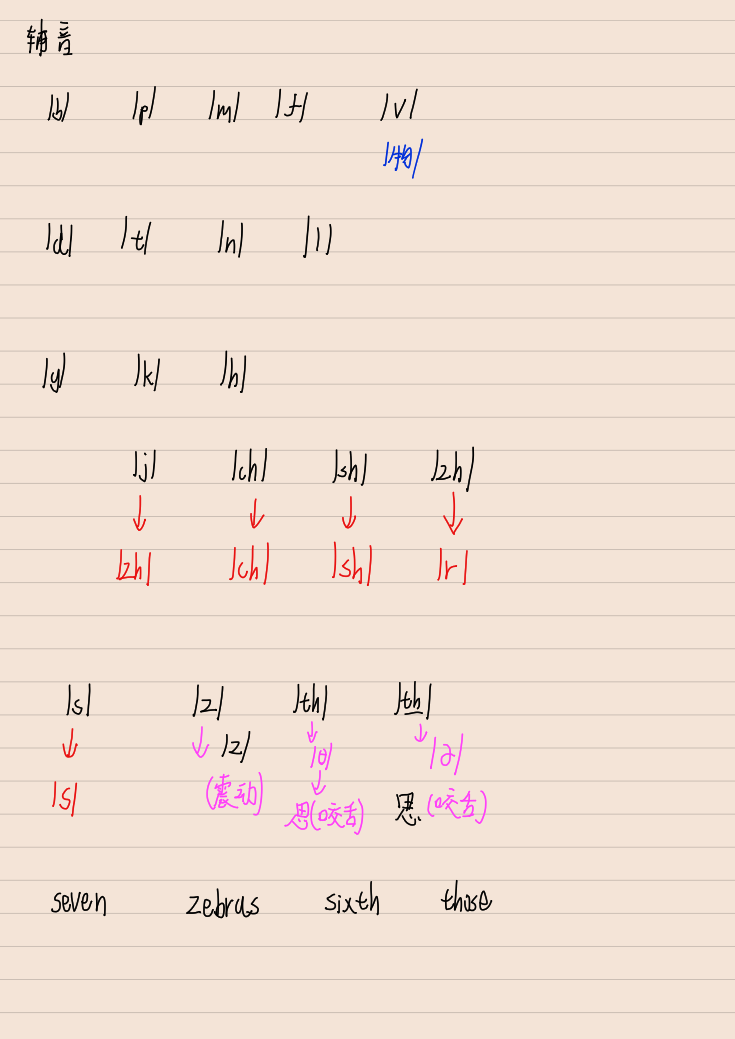 辅音
/b/ /p/ /m/ /f/ /v/
/物/
/d/ /t/ /n/ /l/
/g/ /k/ /h/
/j/ /ch/ /sh/ /zh/
↓ ↓ ↓ ↓
/zh/ /ch/ /sh/ /r/
/s/ /z/ /th/ /th/
↓ ↓ /z/ ↓ /θ/ ↓ /ð/
/s/ (震动) ↓ 思(咬舌) 思 (咬舌)
seven zebras sixth those